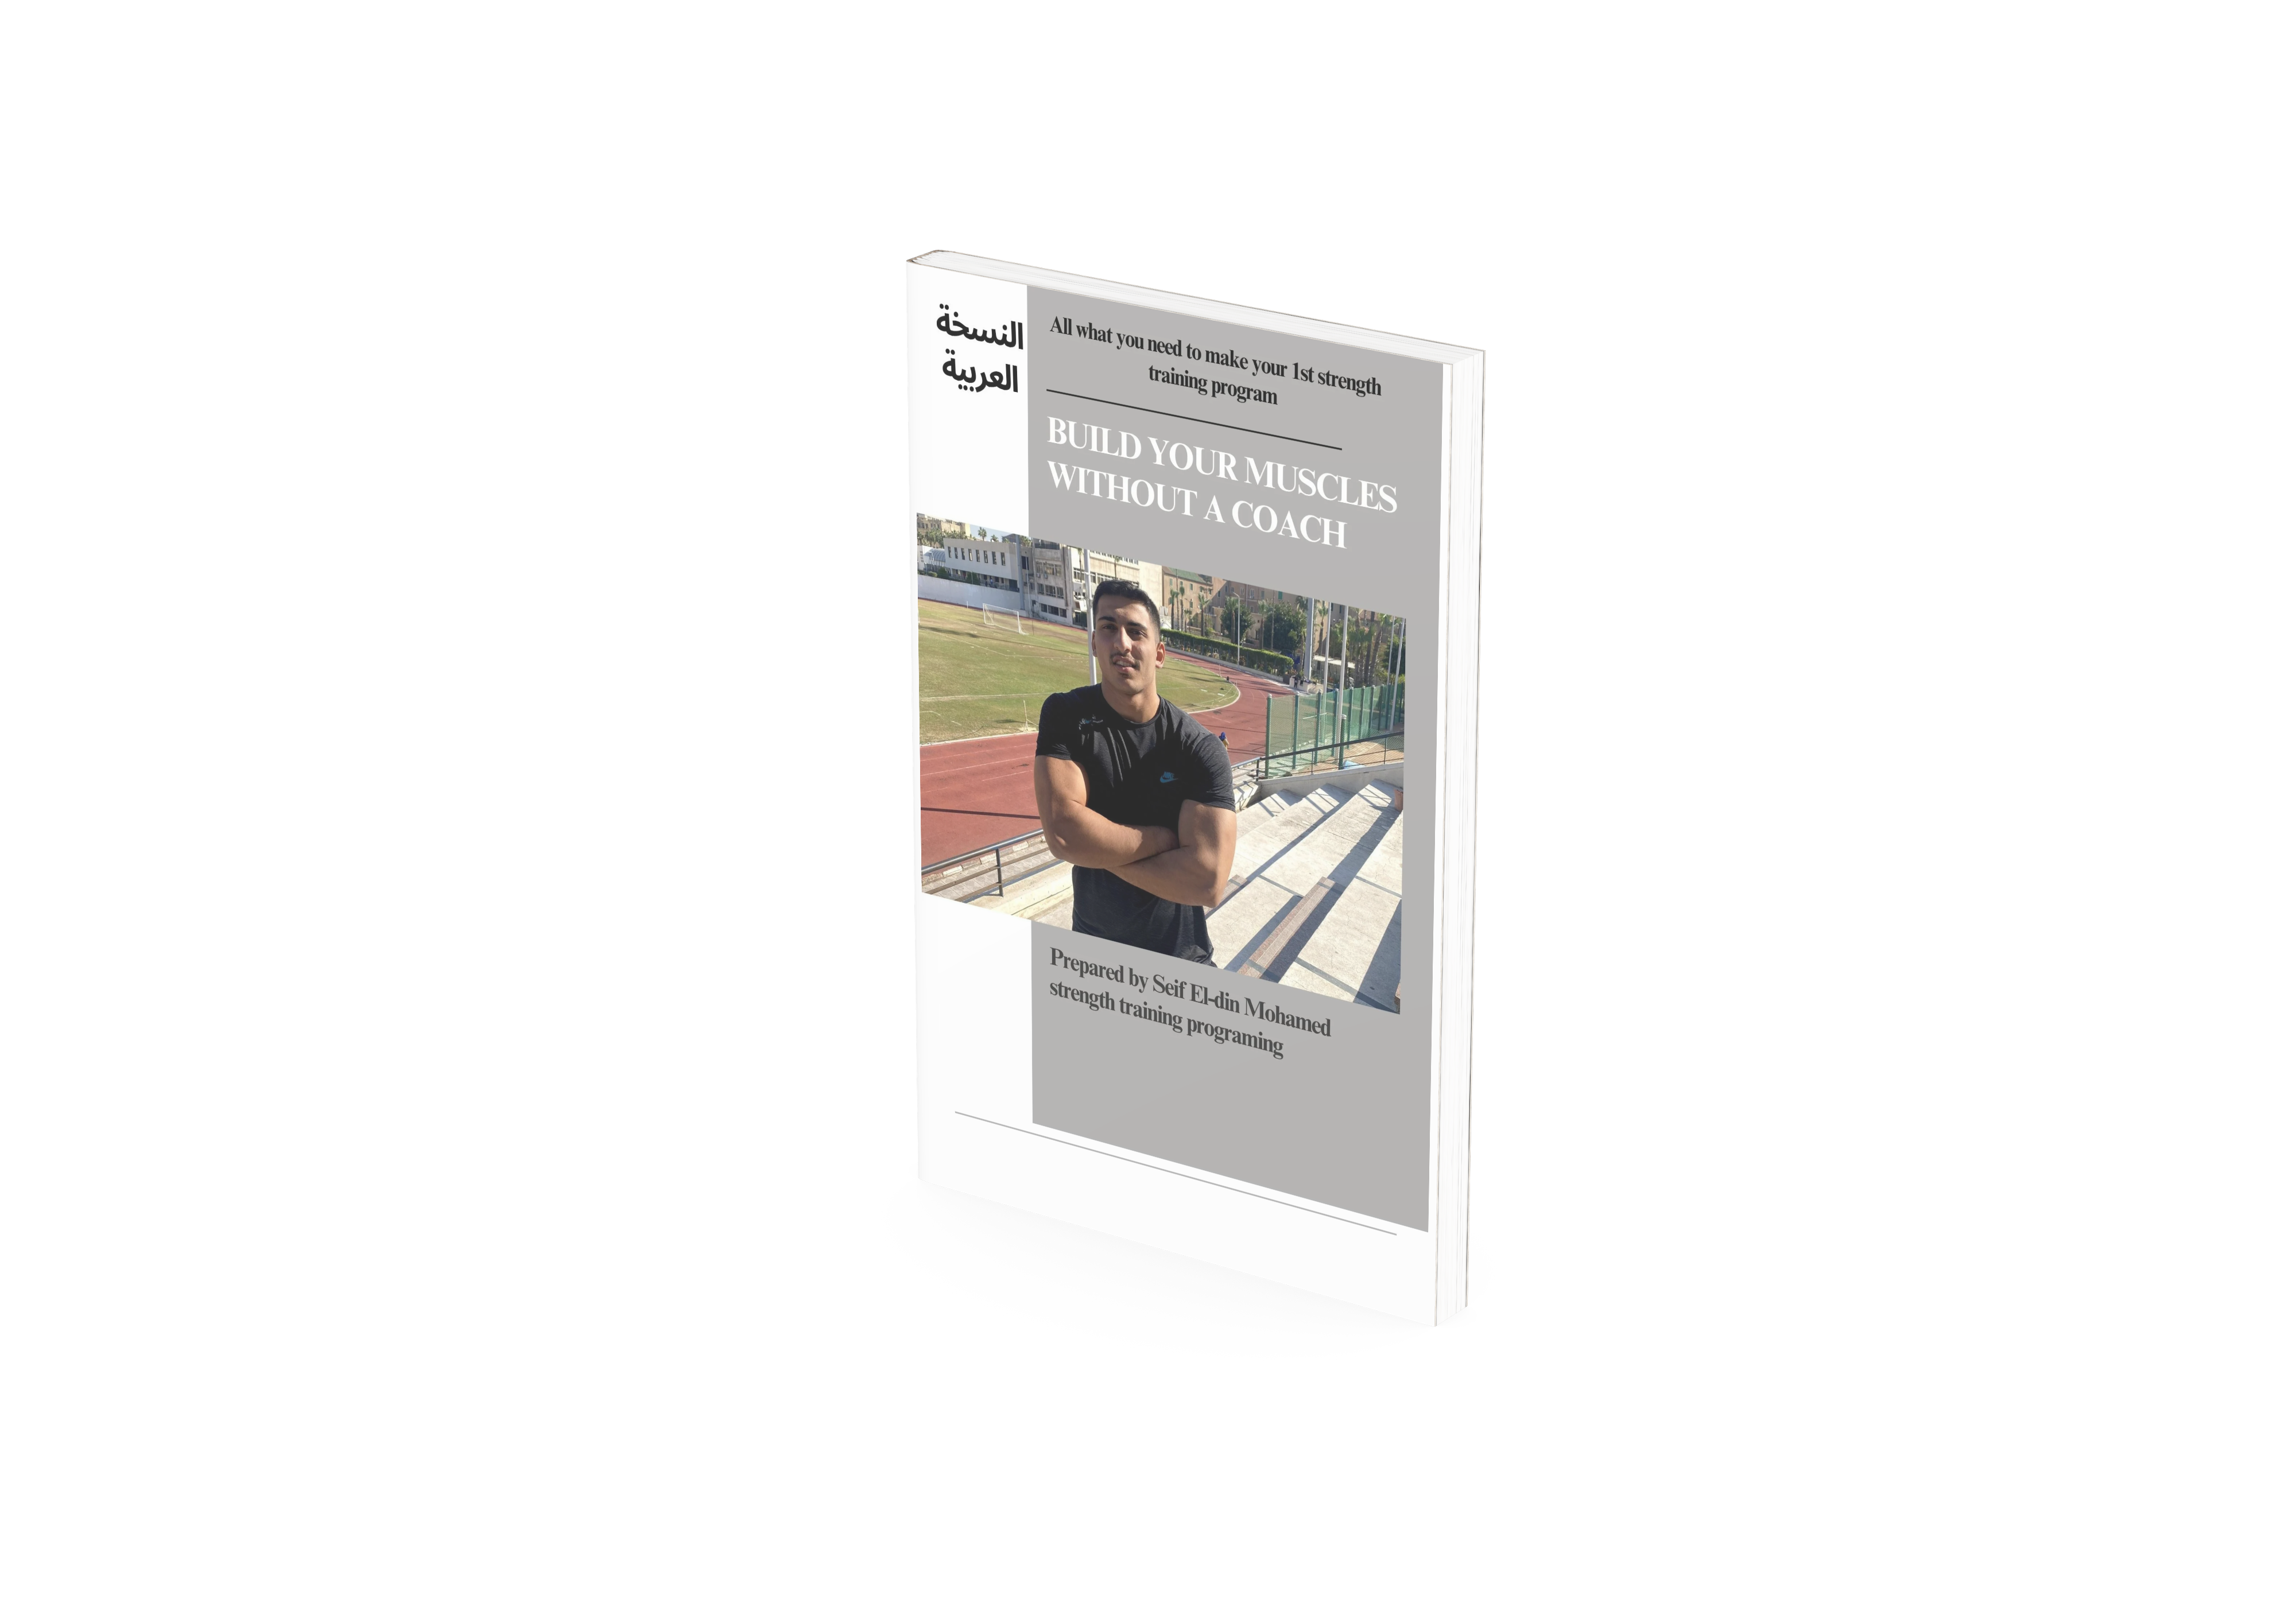 النسخة
العربية
All what you need to make your 1st strength
training program
BUILD YOUR MUSCLES
WITHOUT A COACH
Prepared by Seif El-din Mohamed
strength training programing